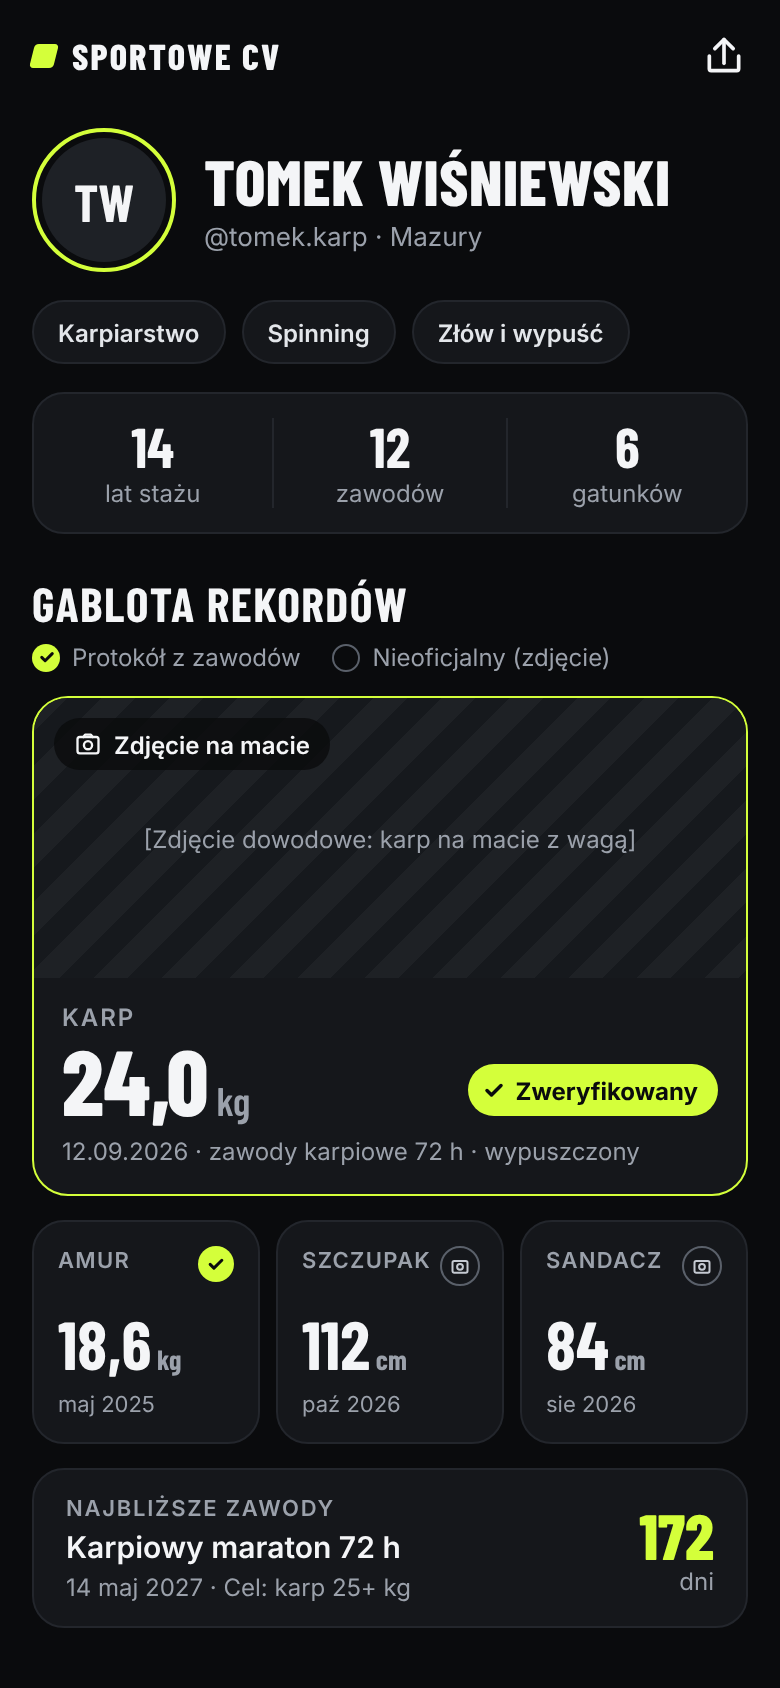 SPORTOWE CV
TW
TOMEK WIŚNIEWSKI
@tomek.karp · Mazury
Karpiarstwo
Spinning
Złów i wypuść
14
lat stażu
12
zawodów
6
gatunków
GABLOTA REKORDÓW
Protokół z zawodów
Nieoficjalny (zdjęcie)
Zdjęcie na macie
[Zdjęcie dowodowe: karp na macie z wagą]
KARP
24,0 kg
Zweryfikowany
12.09.2026 · zawody karpiowe 72 h · wypuszczony
AMUR
18,6 kg
maj 2025
SZCZUPAK
112 cm
paź 2026
SANDACZ
84 cm
sie 2026
NAJBLIŻSZE ZAWODY
Karpiowy maraton 72 h
14 maj 2027 · Cel: karp 25+ kg
172
dni